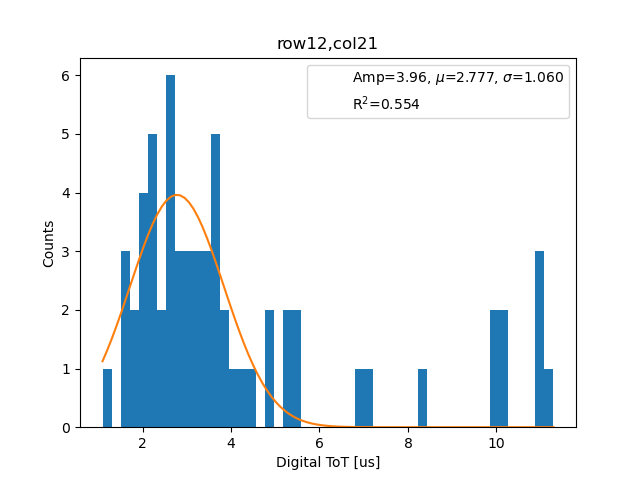 row12,col21
Amp=3.96, μ=2.777, σ=1.060
R²=0.554
Counts
6
5
4
3
2
1
0
2 4 6 8 10
Digital ToT [us]